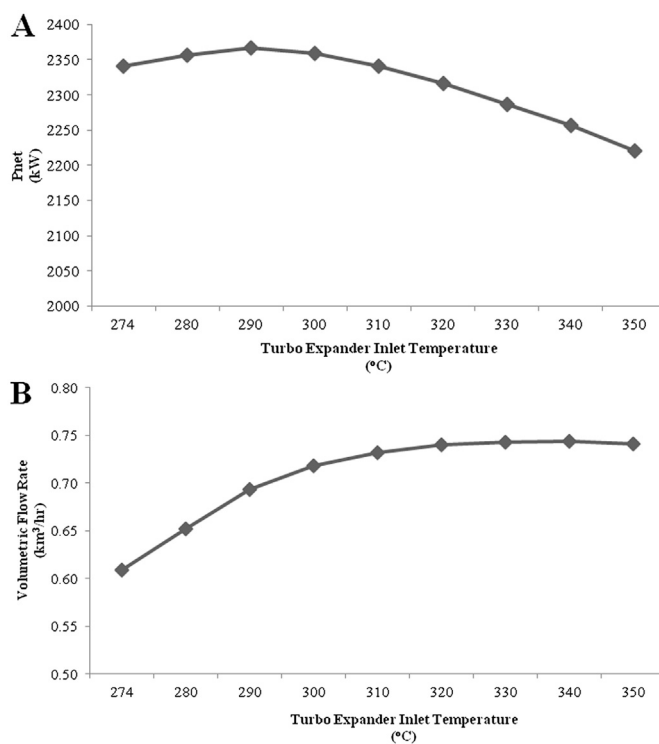 A
2400
2350
2300
2250
2200
2150
2100
2050
2000
Pnet
(kW)
274 280 290 300 310 320 330 340 350
Turbo Expander Inlet Temperature
(°C)
B
0.80
0.75
0.70
0.65
0.60
0.55
0.50
Volumetric Flow Rate
(km³/hr)
274 280 290 300 310 320 330 340 350
Turbo Expander Inlet Temperature
(°C)